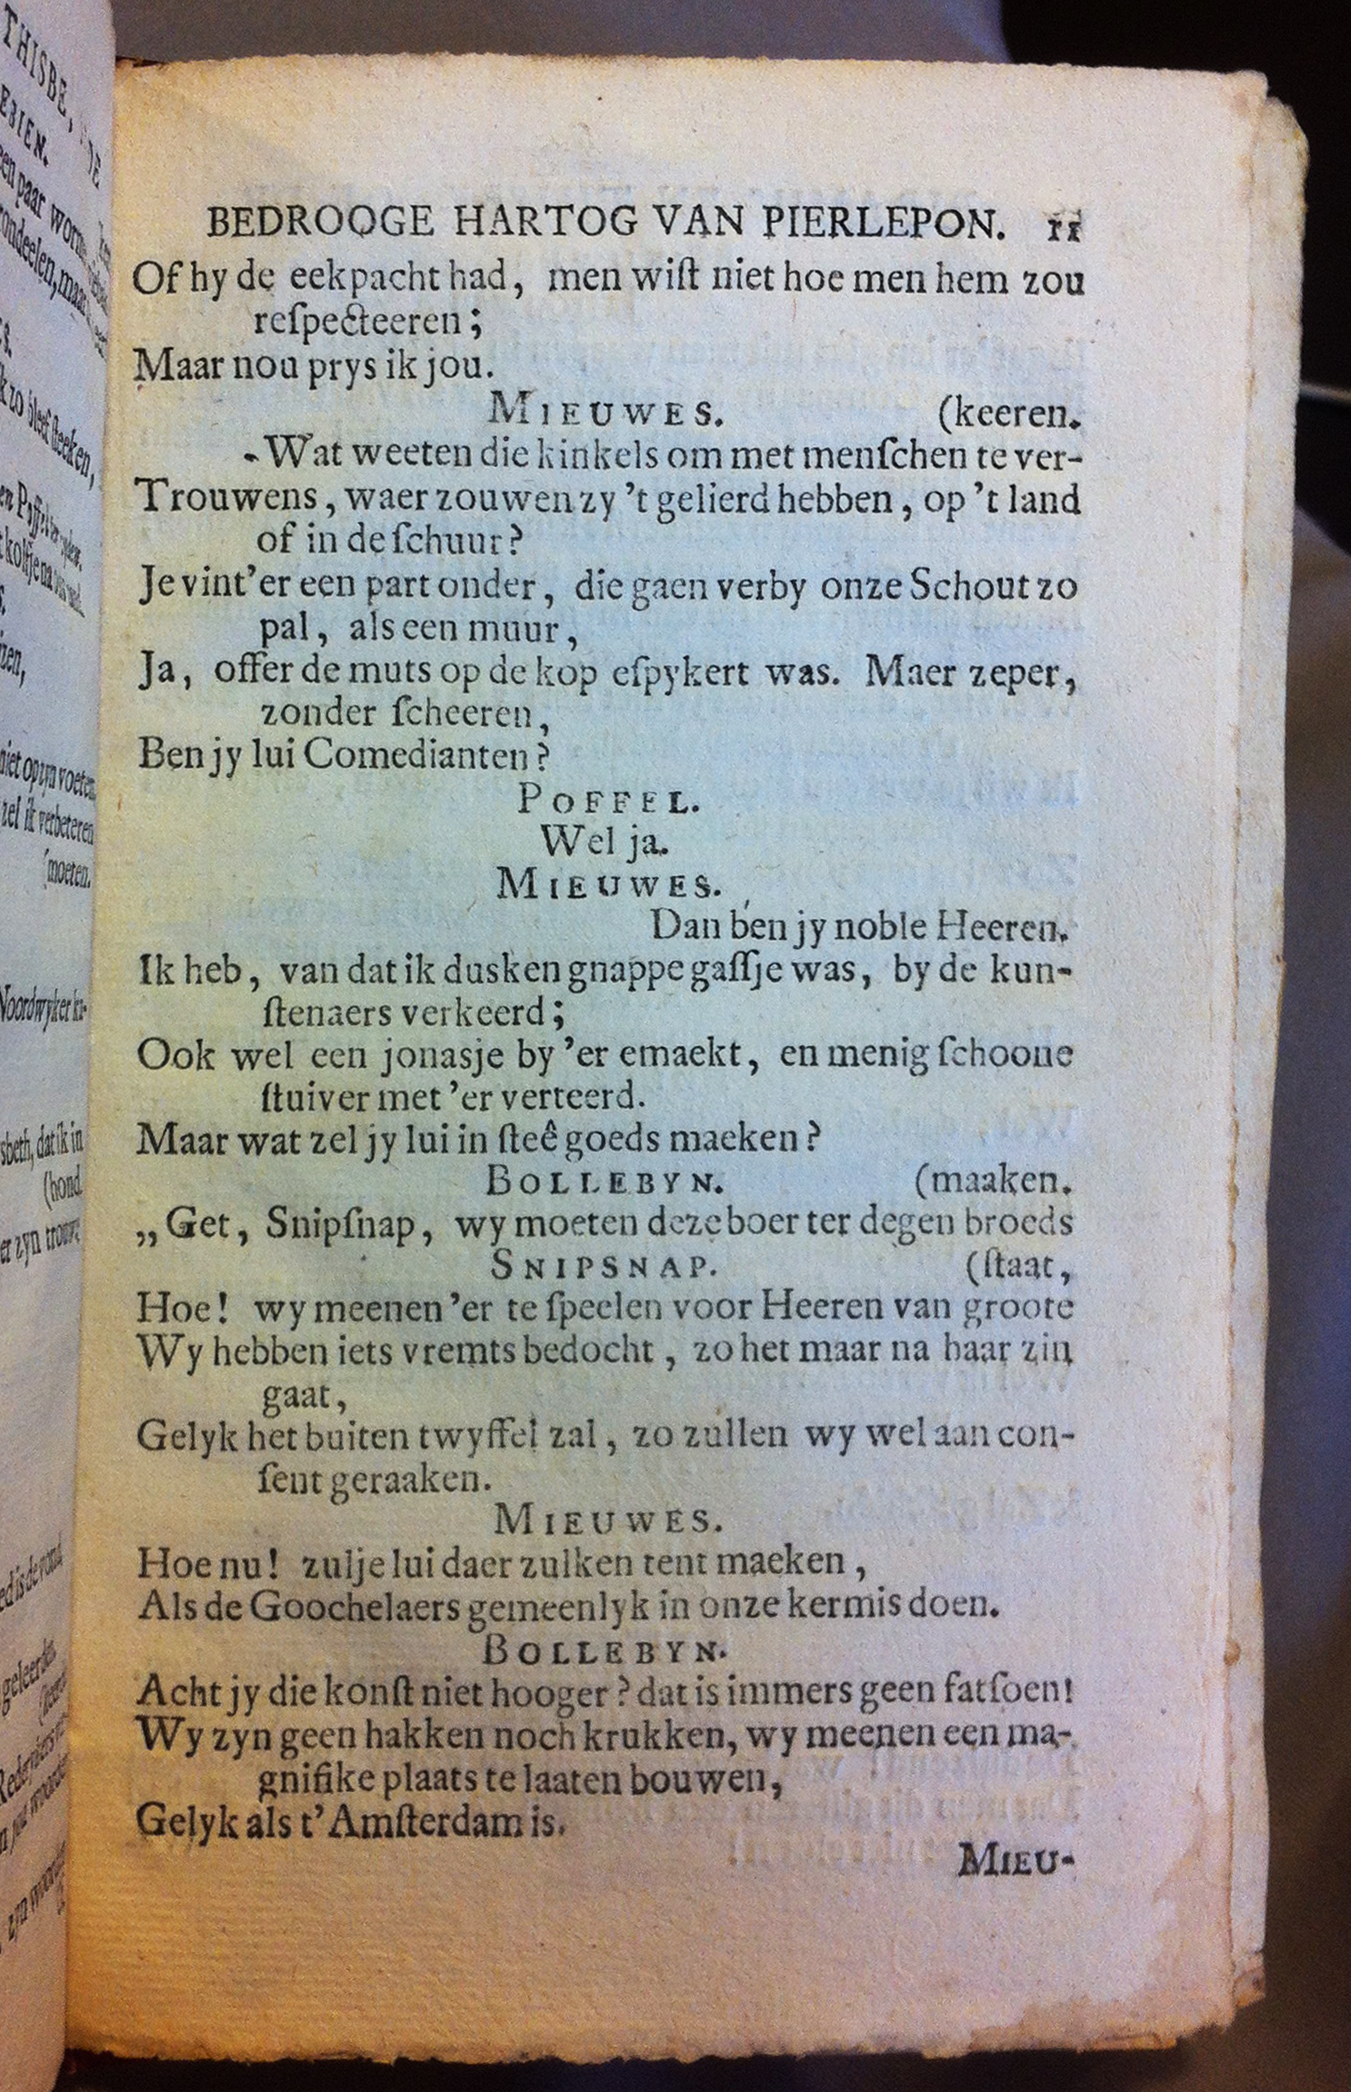 BEDROOGE HARTOG VAN PIERLEPON. 11
Of hy de eekpacht had, men wiſt niet hoe men hem zou
reſpecteeren;
Maar nou prys ik jou.
MIEUWES. (keeren.
Wat weeten die kinkels om met menſchen te ver-
Trouwens, waer zouwen zy 't gelierd hebben, op 't land
of in de ſchuur?
Je vint'er een part onder, die gaen verby onze Schout zo
pal, als een muur,
Ja, offer de muts op de kop eſpykert was. Maer zeper,
zonder ſcheeren,
Ben jy lui Comedianten?
POFFEL.
Wel ja.
MIEUWES.
Dan ben jy noble Heeren.
Ik heb, van dat ik dusken gnappe gaſſje was, by de kun-
ſtenaers verkeerd;
Ook wel een jonasje by 'er emaekt, en menig ſchoone
ſtuiver met 'er verteerd.
Maar wat zel jy lui in ſteê goeds maeken?
BOLLEBYN. (maaken.
„Get, Snipſnap, wy moeten deze boer ter degen broeds
SNIPSNAP. (ſtaat,
Hoe! wy meenen 'er te ſpeelen voor Heeren van groote
Wy hebben iets vremts bedocht, zo het maar na haar zin
gaat,
Gelyk het buiten twyffel zal, zo zullen wy wel aan con-
ſent geraaken.
MIEUWES.
Hoe nu! zulje lui daer zulken tent maeken,
Als de Goochelaers gemeenlyk in onze kermis doen.
BOLLEBYN.
Acht jy die konſt niet hooger? dat is immers geen fatſoen!
Wy zyn geen hakken noch krukken, wy meenen een ma-
gnifike plaats te laaten bouwen,
Gelyk als t'Amſterdam is.
MIEU-